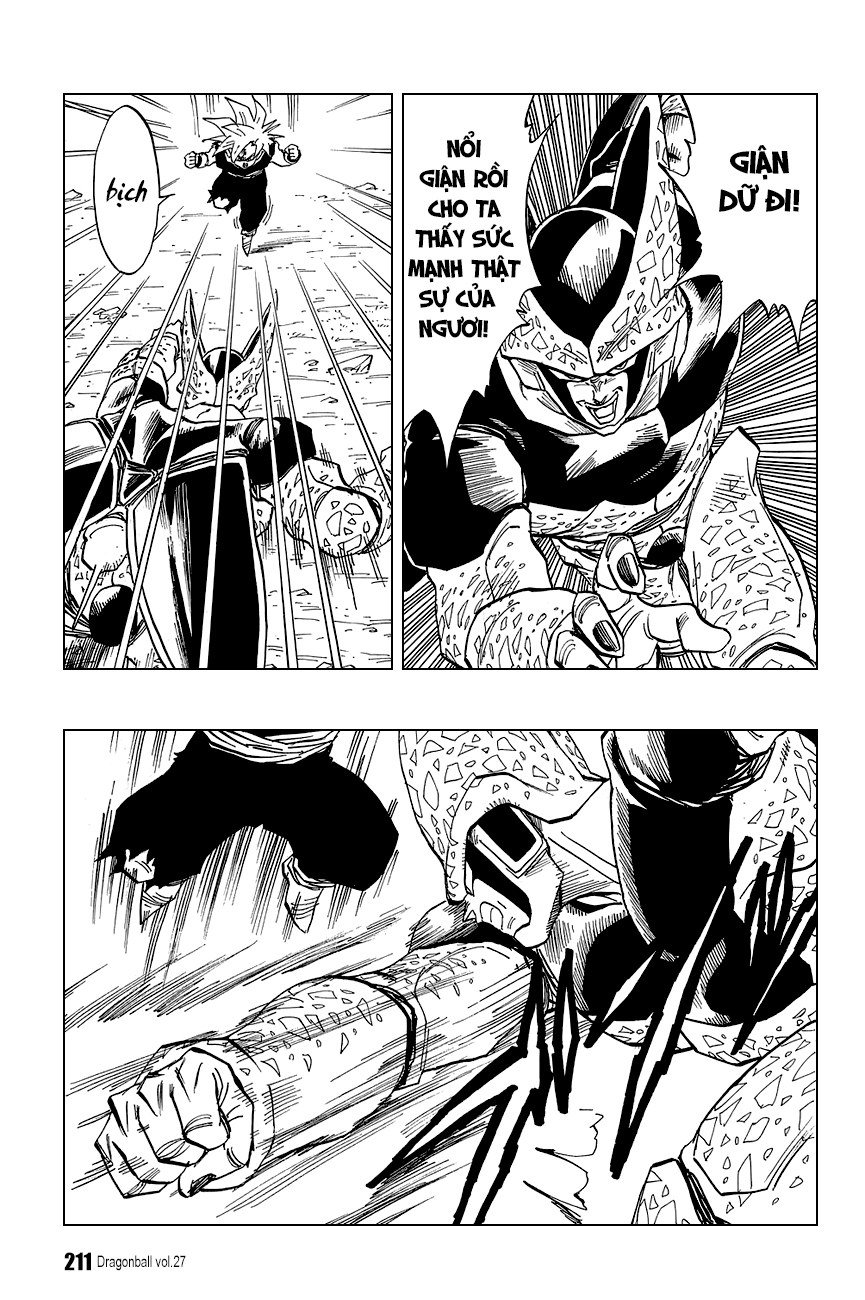 GIẬN
DỮ ĐI!
NỔI
GIẬN RỒI
CHO TA
THẤY SỨC
MẠNH THẬT
SỰ CỦA
NGƯƠI!
bịch
211 Dragonball vol.27